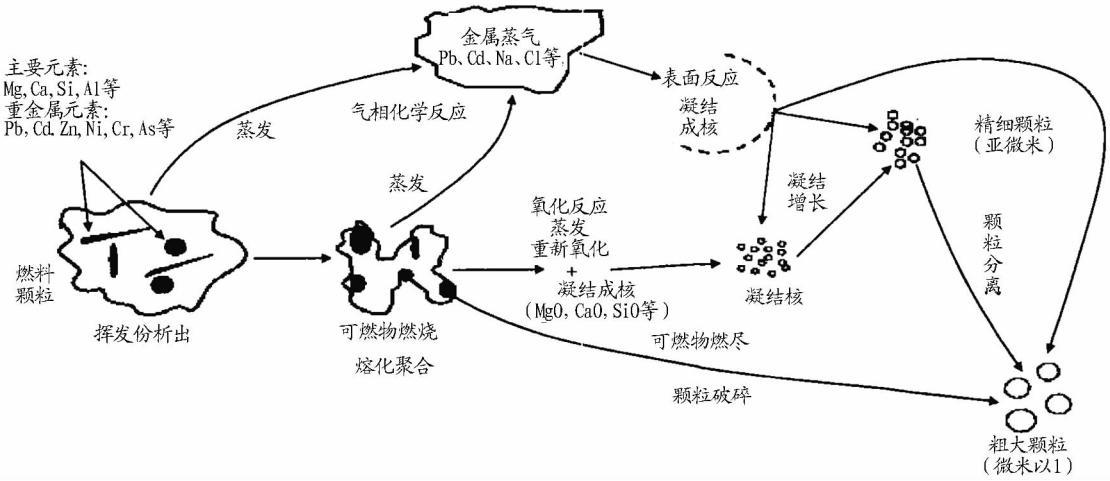 主要元素:
Mg, Ca, Si, Al等
重金属元素:
Pb, Cd. Zn, Ni, Cr, As等
蒸发
金属蒸气
Pb、Cd、Na、Cl等,
气相化学反应
蒸发
表面反应
凝结
成核
精细颗粒
(亚微米)
凝结
增长
颗粒分离
燃料
颗粒
挥发份析出
可燃物燃烧
熔化聚合
氧化反应
蒸发
重新氧化
+
凝结成核
(MgO, CaO, SiO等)
凝结核
可燃物燃尽
颗粒破碎
粗大颗粒
(微米以1)